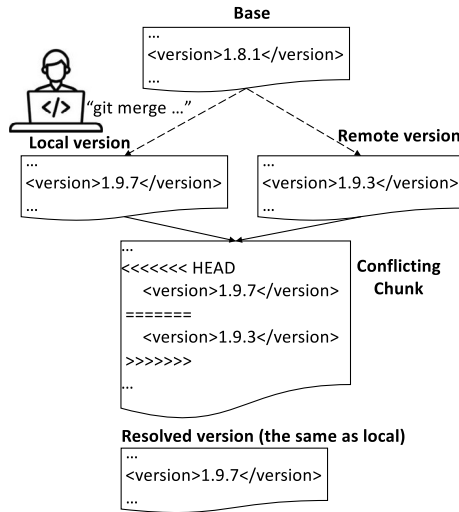 Base
...
<version>1.8.1</version>
...
</>
“git merge ...”
Local version
Remote version
...
<version>1.9.7</version>
...
...
<version>1.9.3</version>
...
...
<<<<<<< HEAD
<version>1.9.7</version>
=======
<version>1.9.3</version>
>>>>>>>
...
Conflicting
Chunk
Resolved version (the same as local)
...
<version>1.9.7</version>
...